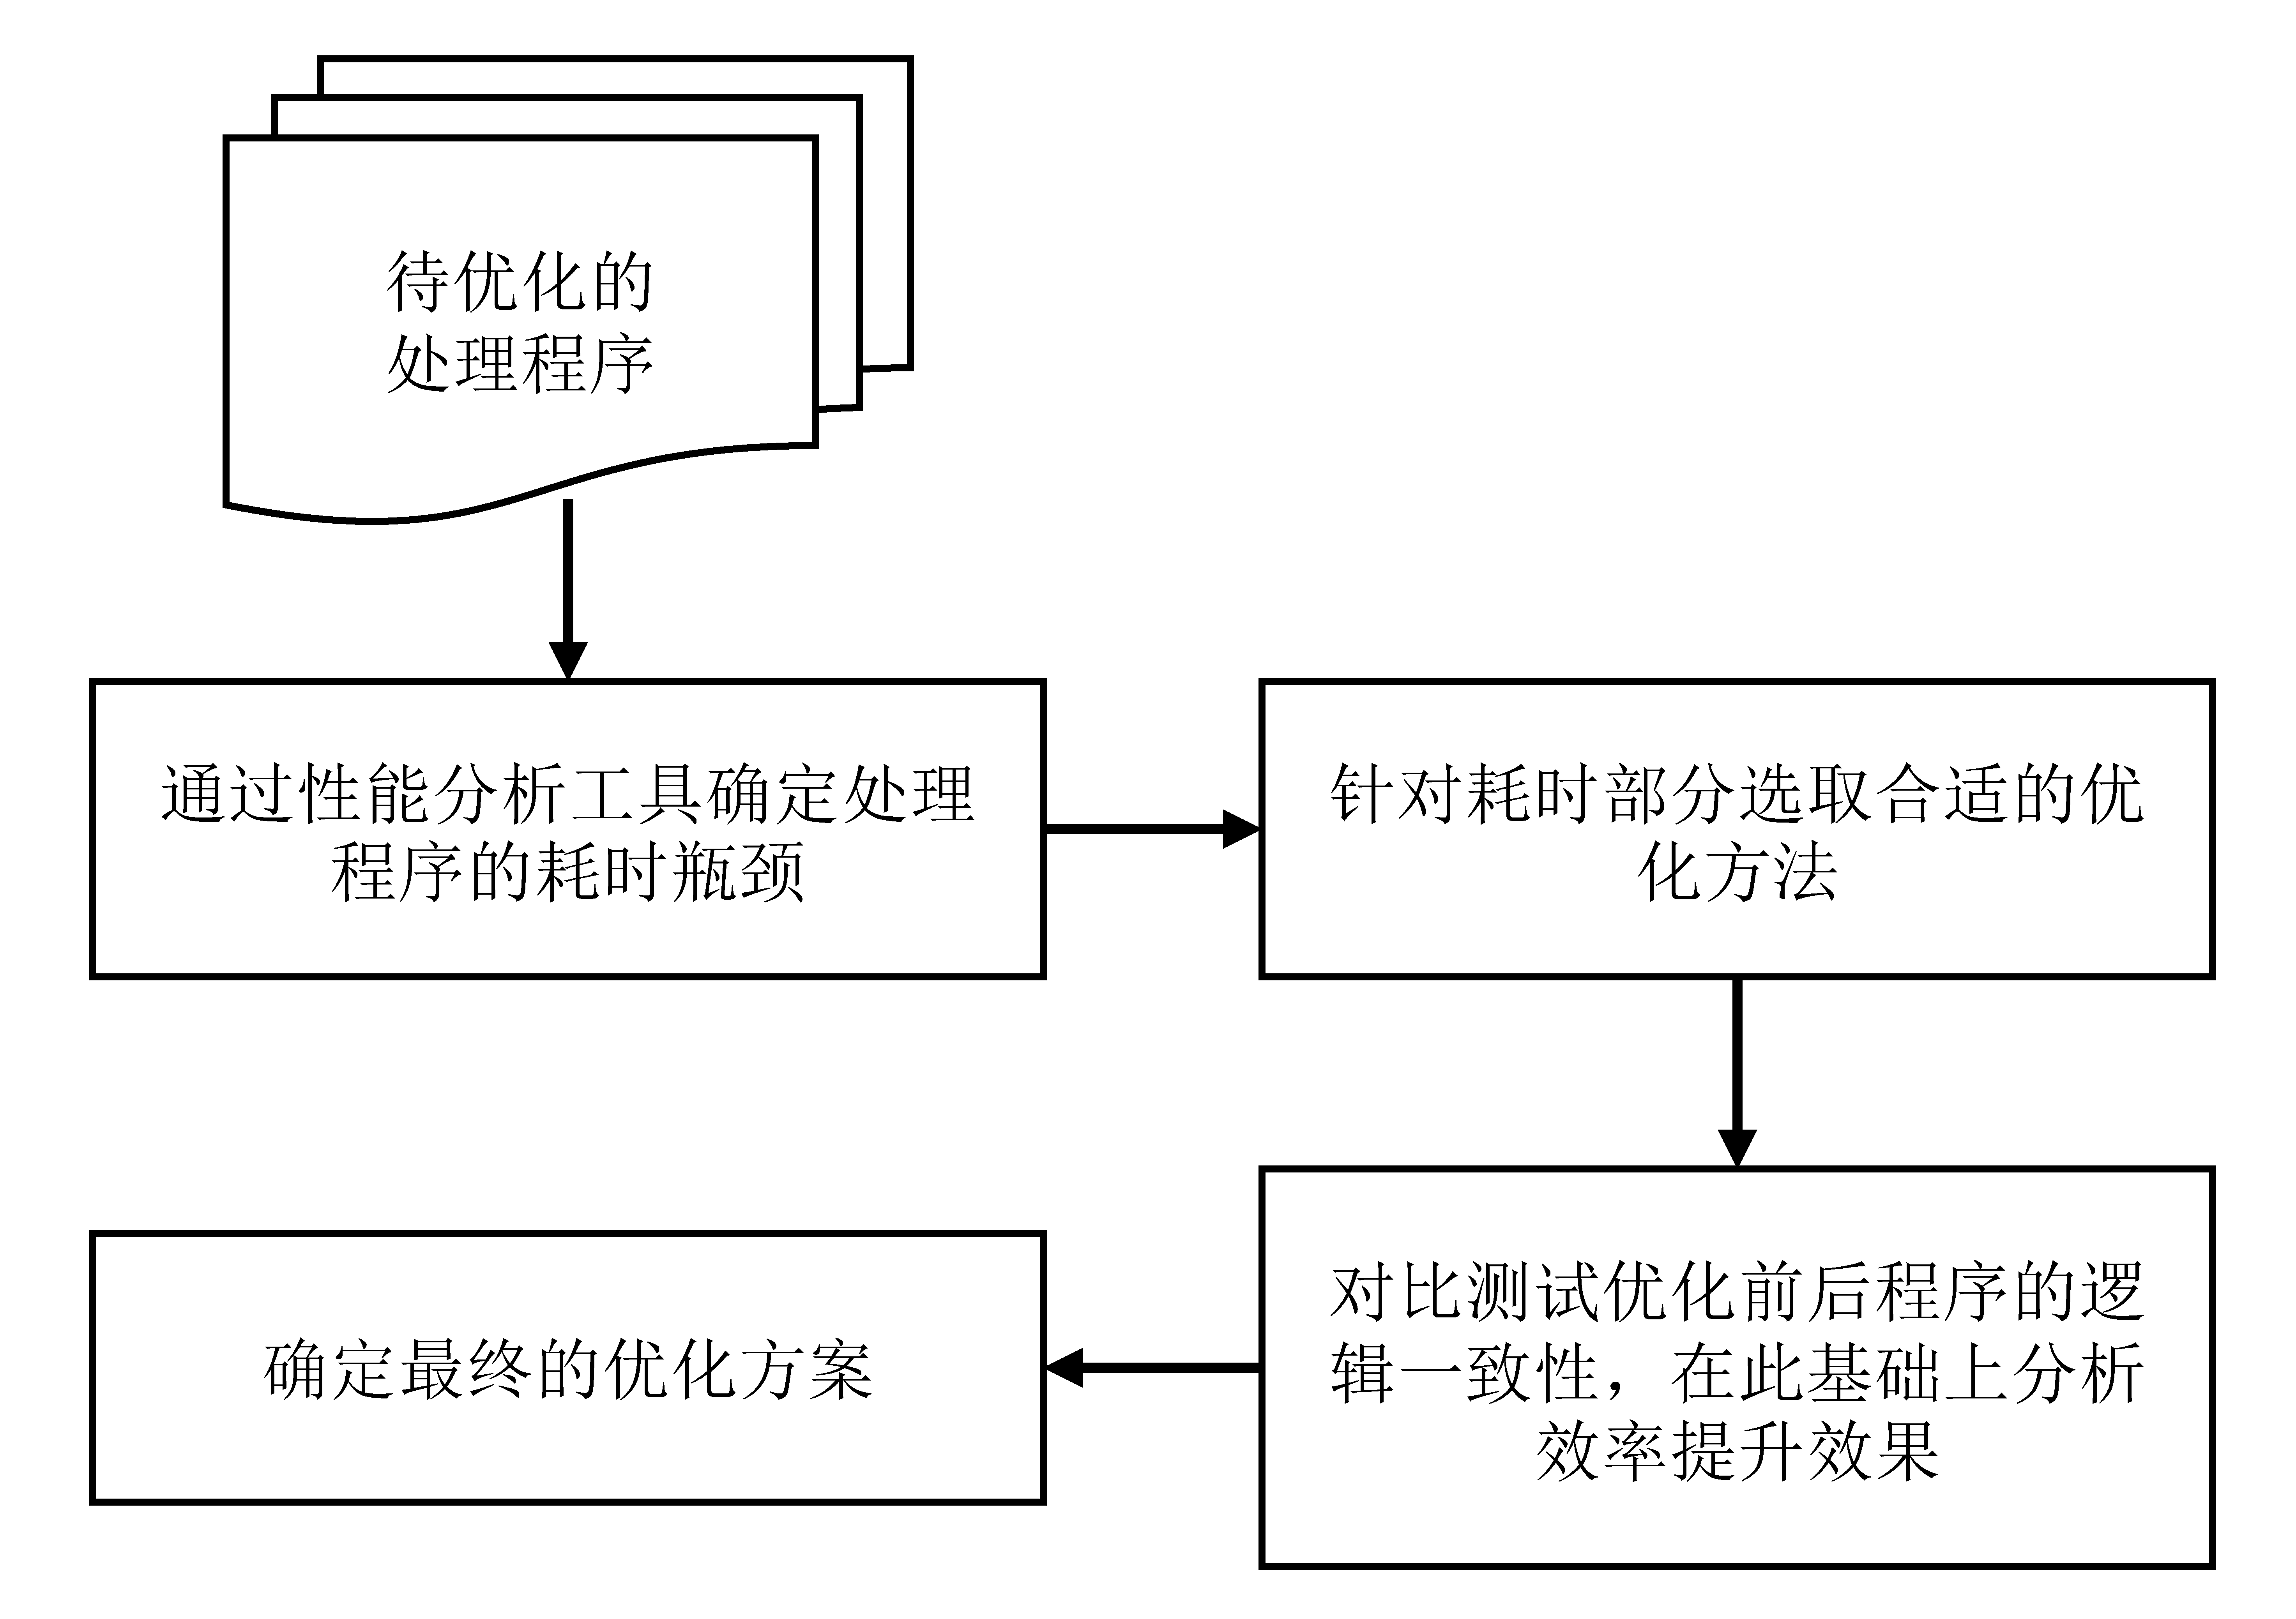 待优化的
处理程序
通过性能分析工具确定处理
程序的耗时瓶颈
针对耗时部分选取合适的优
化方法
对比测试优化前后程序的逻
辑一致性，在此基础上分析
效率提升效果
确定最终的优化方案